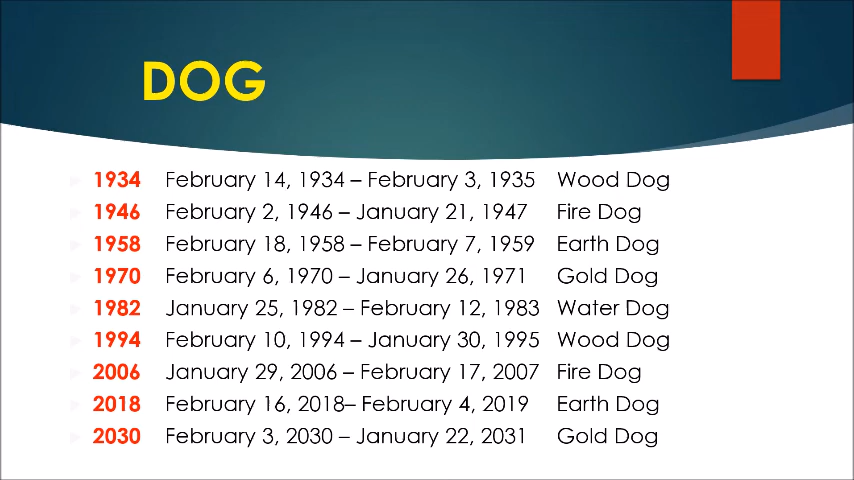 DOG
1934 February 14, 1934 – February 3, 1935 Wood Dog
1946 February 2, 1946 – January 21, 1947 Fire Dog
1958 February 18, 1958 – February 7, 1959 Earth Dog
1970 February 6, 1970 – January 26, 1971 Gold Dog
1982 January 25, 1982 – February 12, 1983 Water Dog
1994 February 10, 1994 – January 30, 1995 Wood Dog
2006 January 29, 2006 – February 17, 2007 Fire Dog
2018 February 16, 2018– February 4, 2019 Earth Dog
2030 February 3, 2030 – January 22, 2031 Gold Dog